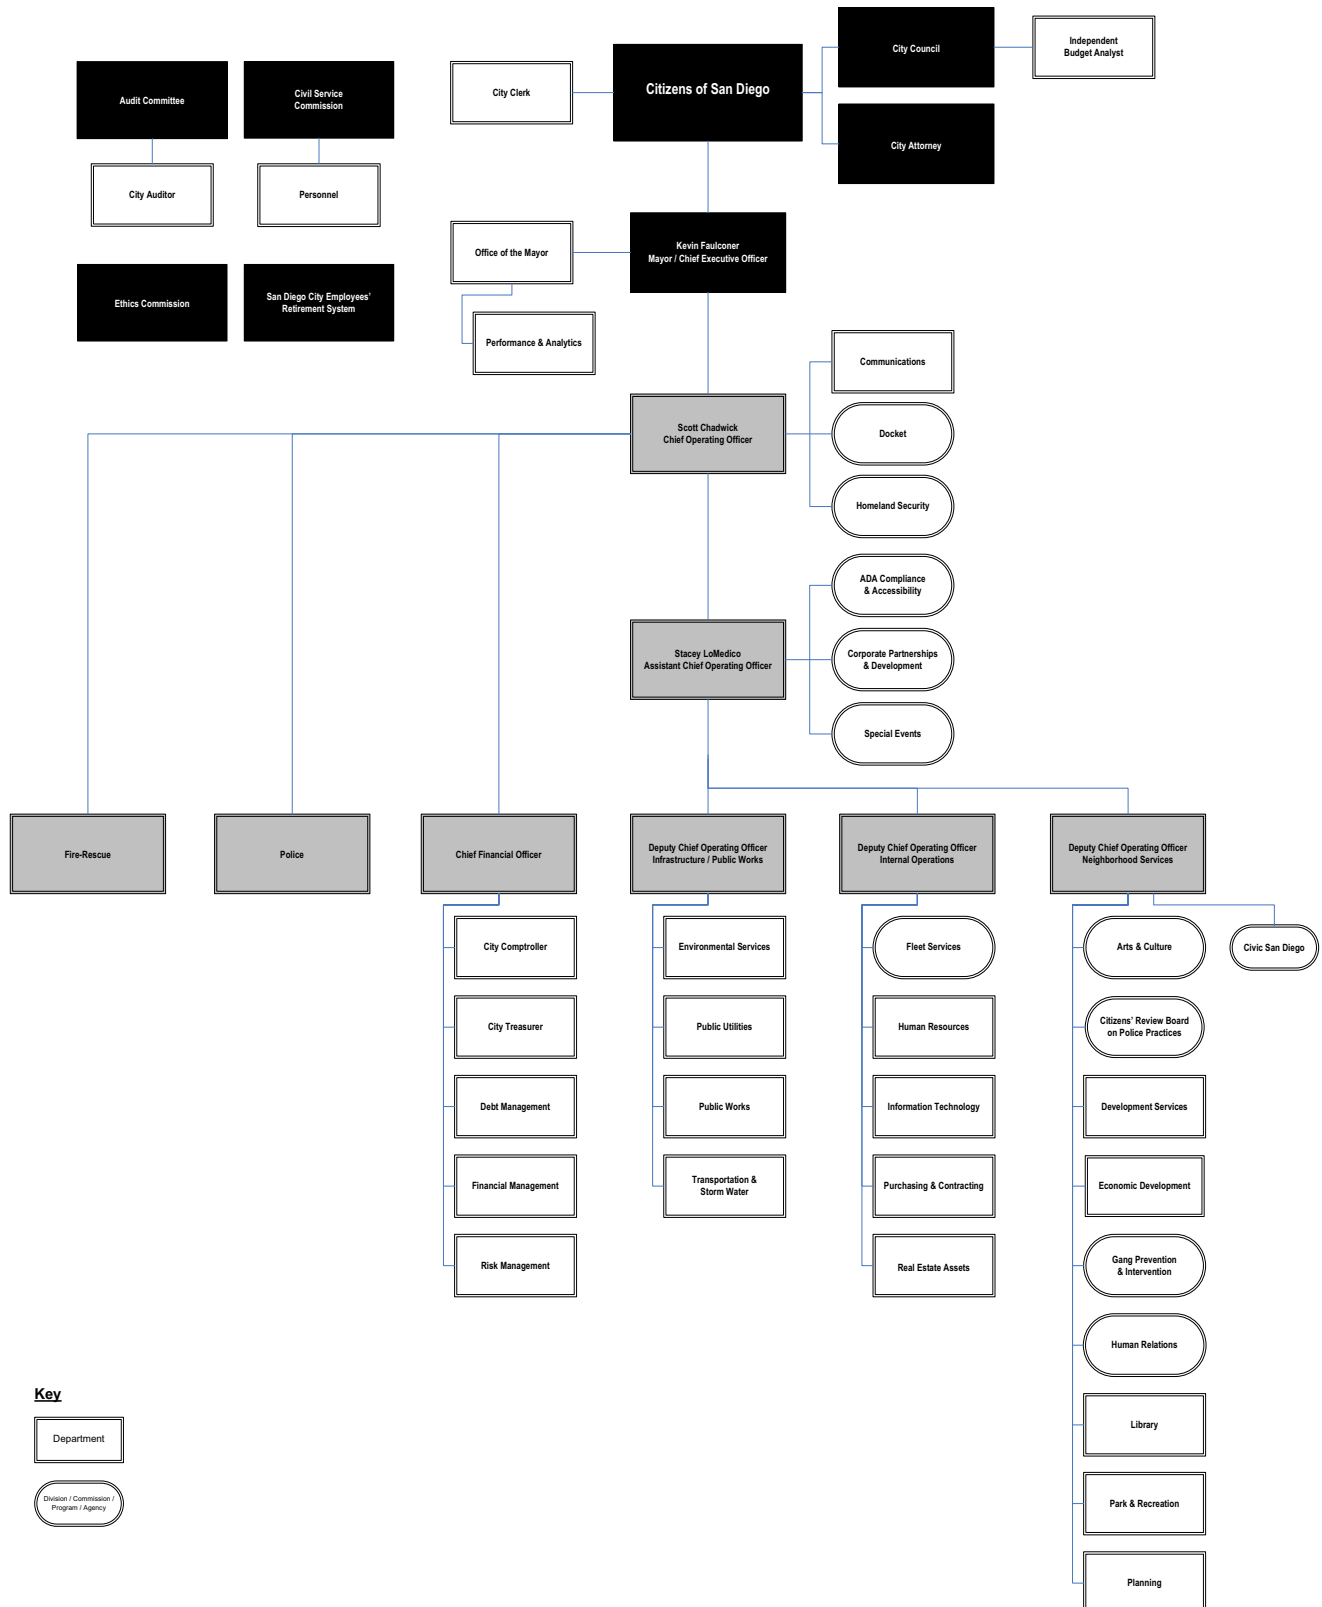 City Council
Independent
Budget Analyst
Citizens of San Diego
City Clerk
Audit Committee
Civil Service
Commission
City Attorney
City Auditor
Personnel
Office of the Mayor
Kevin Faulconer
Mayor / Chief Executive Officer
Ethics Commission
San Diego City Employees'
Retirement System
Performance & Analytics
Communications
Scott Chadwick
Chief Operating Officer
Docket
Homeland Security
ADA Compliance
& Accessibility
Stacey LoMedico
Assistant Chief Operating Officer
Corporate Partnerships
& Development
Special Events
Fire-Rescue
Police
Chief Financial Officer
Deputy Chief Operating Officer
Infrastructure / Public Works
Deputy Chief Operating Officer
Internal Operations
Deputy Chief Operating Officer
Neighborhood Services
City Comptroller
Environmental Services
Fleet Services
Arts & Culture
Civic San Diego
City Treasurer
Public Utilities
Human Resources
Citizens' Review Board
on Police Practices
Debt Management
Public Works
Information Technology
Development Services
Financial Management
Transportation &
Storm Water
Purchasing & Contracting
Economic Development
Risk Management
Real Estate Assets
Gang Prevention
& Intervention
Human Relations
Key
Library
Department
Park & Recreation
Division / Commission /
Program / Agency
Planning